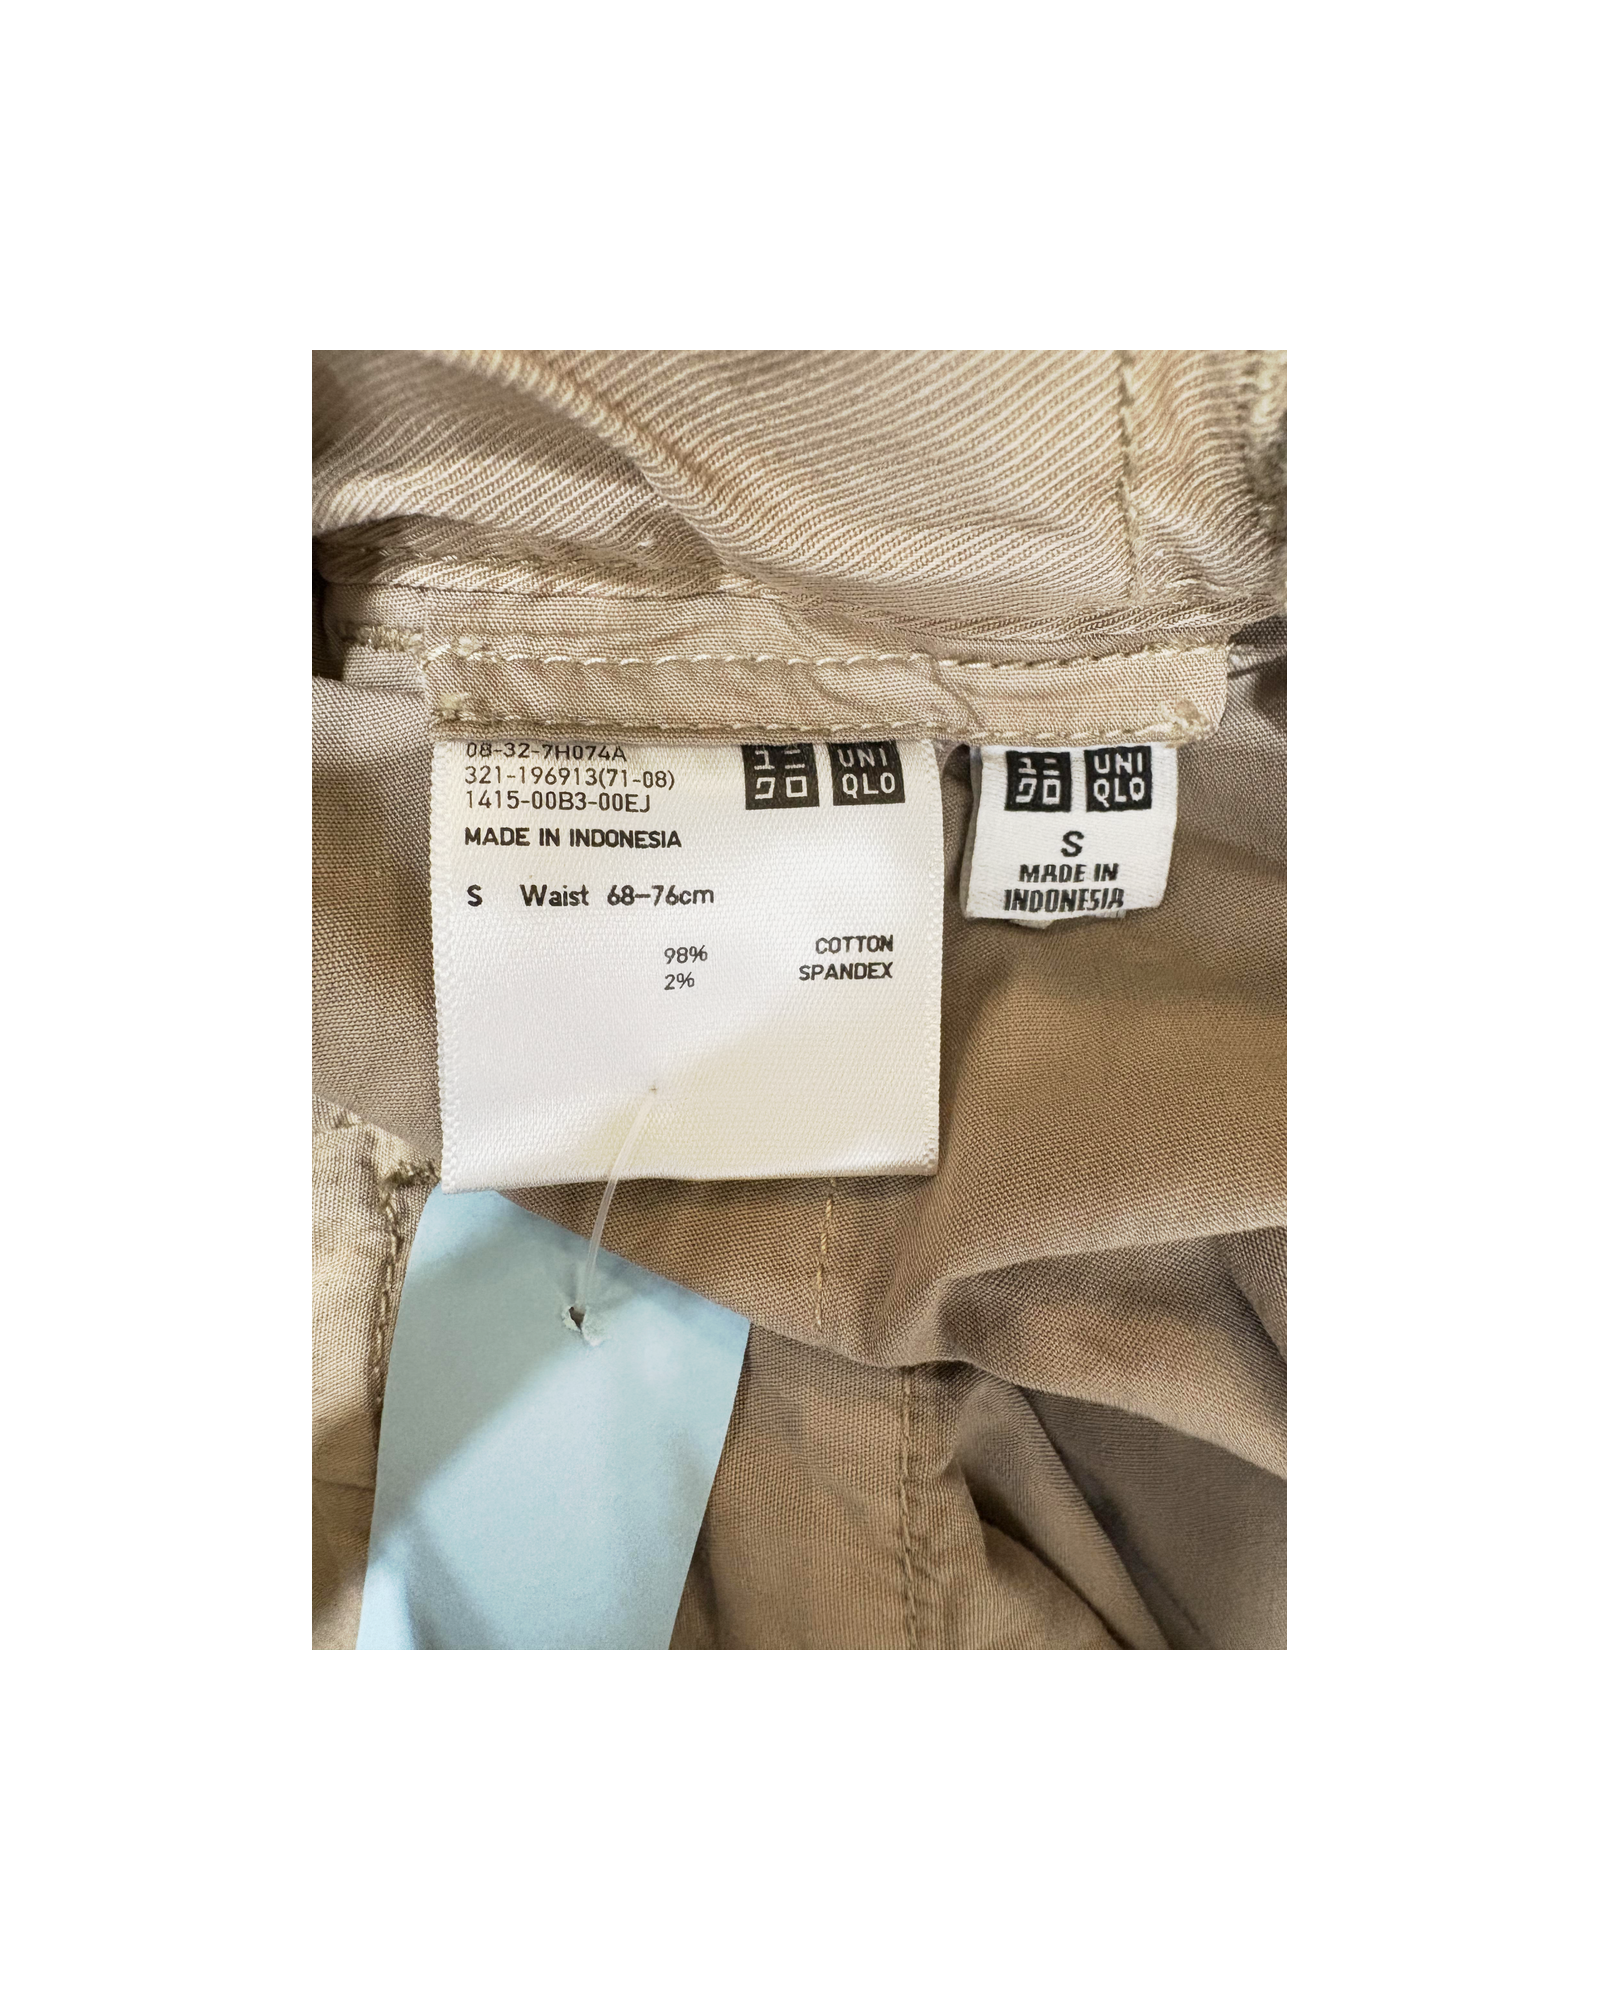 08-32-7H074A
321-196913(71-08)
1415-00B3-00EJ
ユニ
クロ
UNI
QLO
MADE IN INDONESIA
S Waist 68-76cm
98% COTTON
2% SPANDEX
ユニ
クロ
UNI
QLO
S
MADE IN
INDONESIA